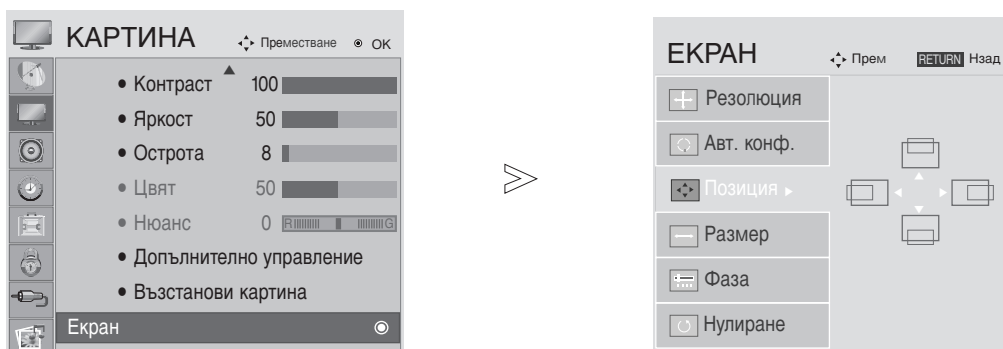 КАРТИНА Преместване OK
• Контраст 100
• Яркост 50
• Острота 8
• Цвят 50
• Нюанс 0 R G
• Допълнително управление
• Възстанови картина
Екран
ЕКРАН Прем RETURN Нзад
Резолюция
Авт. конф.
Позиция
Размер
Фаза
Нулиране